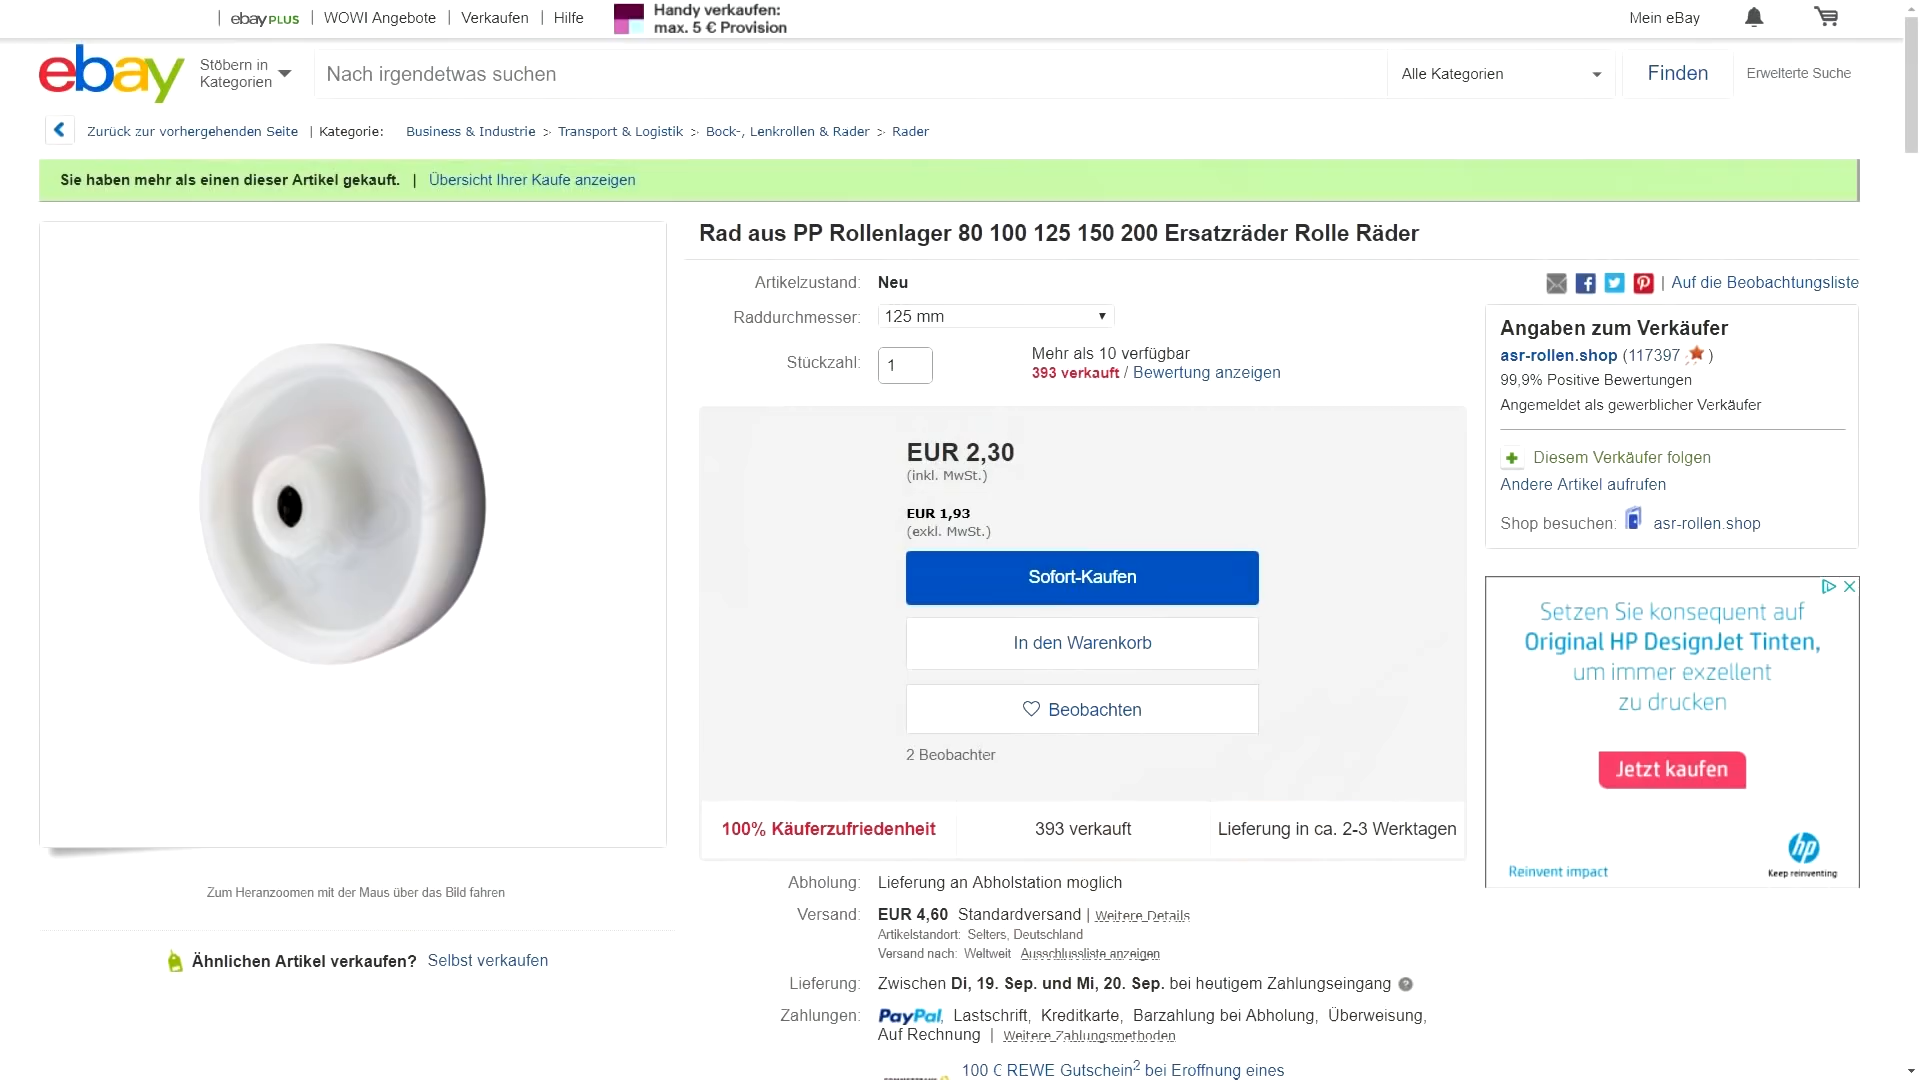 ebay PLUS | WOW! Angebote | Verkaufen | Hilfe
Handy verkaufen:
max. 5 € Provision
Mein eBay
ebay
Stöbern in
Kategorien
Nach irgendetwas suchen
Alle Kategorien
Finden
Erweiterte Suche
Zurück zur vorhergehenden Seite | Kategorie: Business & Industrie > Transport & Logistik > Bock-, Lenkrollen & Rader > Rader
Sie haben mehr als einen dieser Artikel gekauft. | Übersicht Ihrer Kaufe anzeigen
Rad aus PP Rollenlager 80 100 125 150 200 Ersatzräder Rolle Räder
Artikelzustand: Neu
Raddurchmesser: 125 mm
Stückzahl: 1
Mehr als 10 verfügbar
393 verkauft / Bewertung anzeigen
EUR 2,30
(inkl. MwSt.)
EUR 1,93
(exkl. MwSt.)
Sofort-Kaufen
In den Warenkorb
Beobachten
2 Beobachter
100% Käuferzufriedenheit
393 verkauft
Lieferung in ca. 2-3 Werktagen
Abholung: Lieferung an Abholstation moglich
Versand: EUR 4,60 Standardversand | Weitere Details
Artikelstandort: Selters, Deutschland
Versand nach: Weltweit Ausschlussliste anzeigen
Lieferung: Zwischen Di, 19. Sep. und Mi, 20. Sep. bei heutigem Zahlungseingang
Zahlungen: PayPal, Lastschrift, Kreditkarte, Barzahlung bei Abholung, Überweisung,
Auf Rechnung | Weitere Zahlungsmethoden
REWE Gutschein2 bei Eroffnung eines
Zum Heranzoomen mit der Maus über das Bild fahren
Ähnlichen Artikel verkaufen? Selbst verkaufen
| Auf die Beobachtungsliste
Angaben zum Verkäufer
asr-rollen.shop (117397 )
99,9% Positive Bewertungen
Angemeldet als gewerblicher Verkäufer
Diesem Verkäufer folgen
Andere Artikel aufrufen
Shop besuchen: asr-rollen.shop
Setzen Sie konsequent auf
Original HP DesignJet Tinten,
um immer exzellent
zu drucken
Jetzt kaufen
hp
Reinvent impact
Keep reinventing